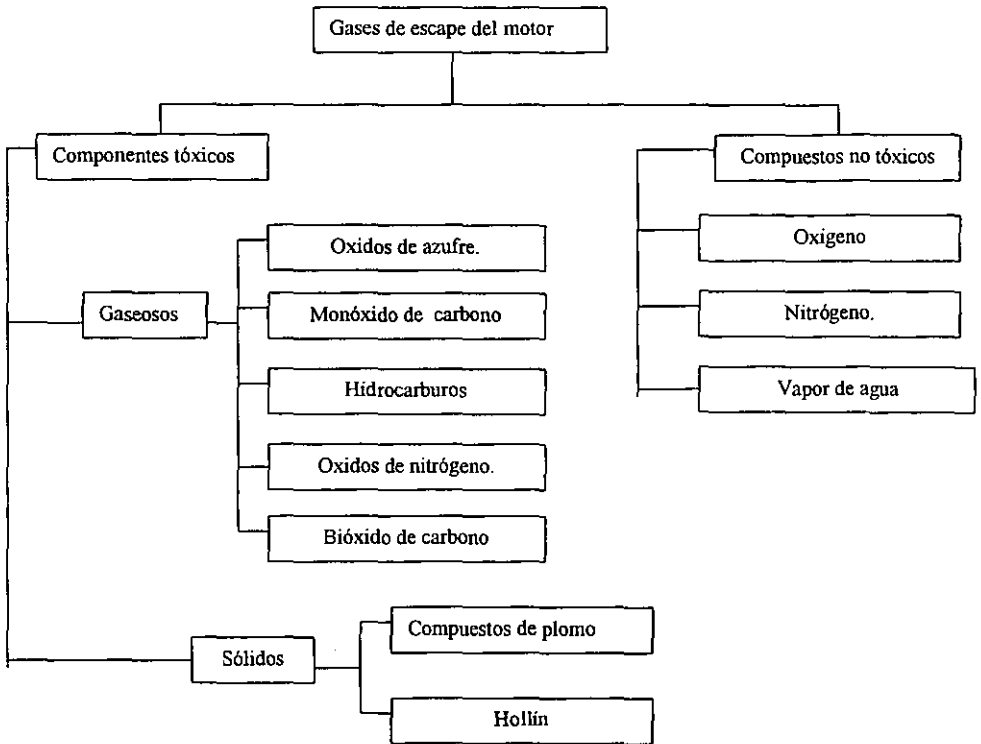 Gases de escape del motor
Componentes tóxicos
Gaseosos
Oxidos de azufre.
Monóxido de carbono
Hidrocarburos
Oxidos de nitrógeno.
Bióxido de carbono
Sólidos
Compuestos de plomo
Hollín
Compuestos no tóxicos
Oxigeno
Nitrógeno.
Vapor de agua